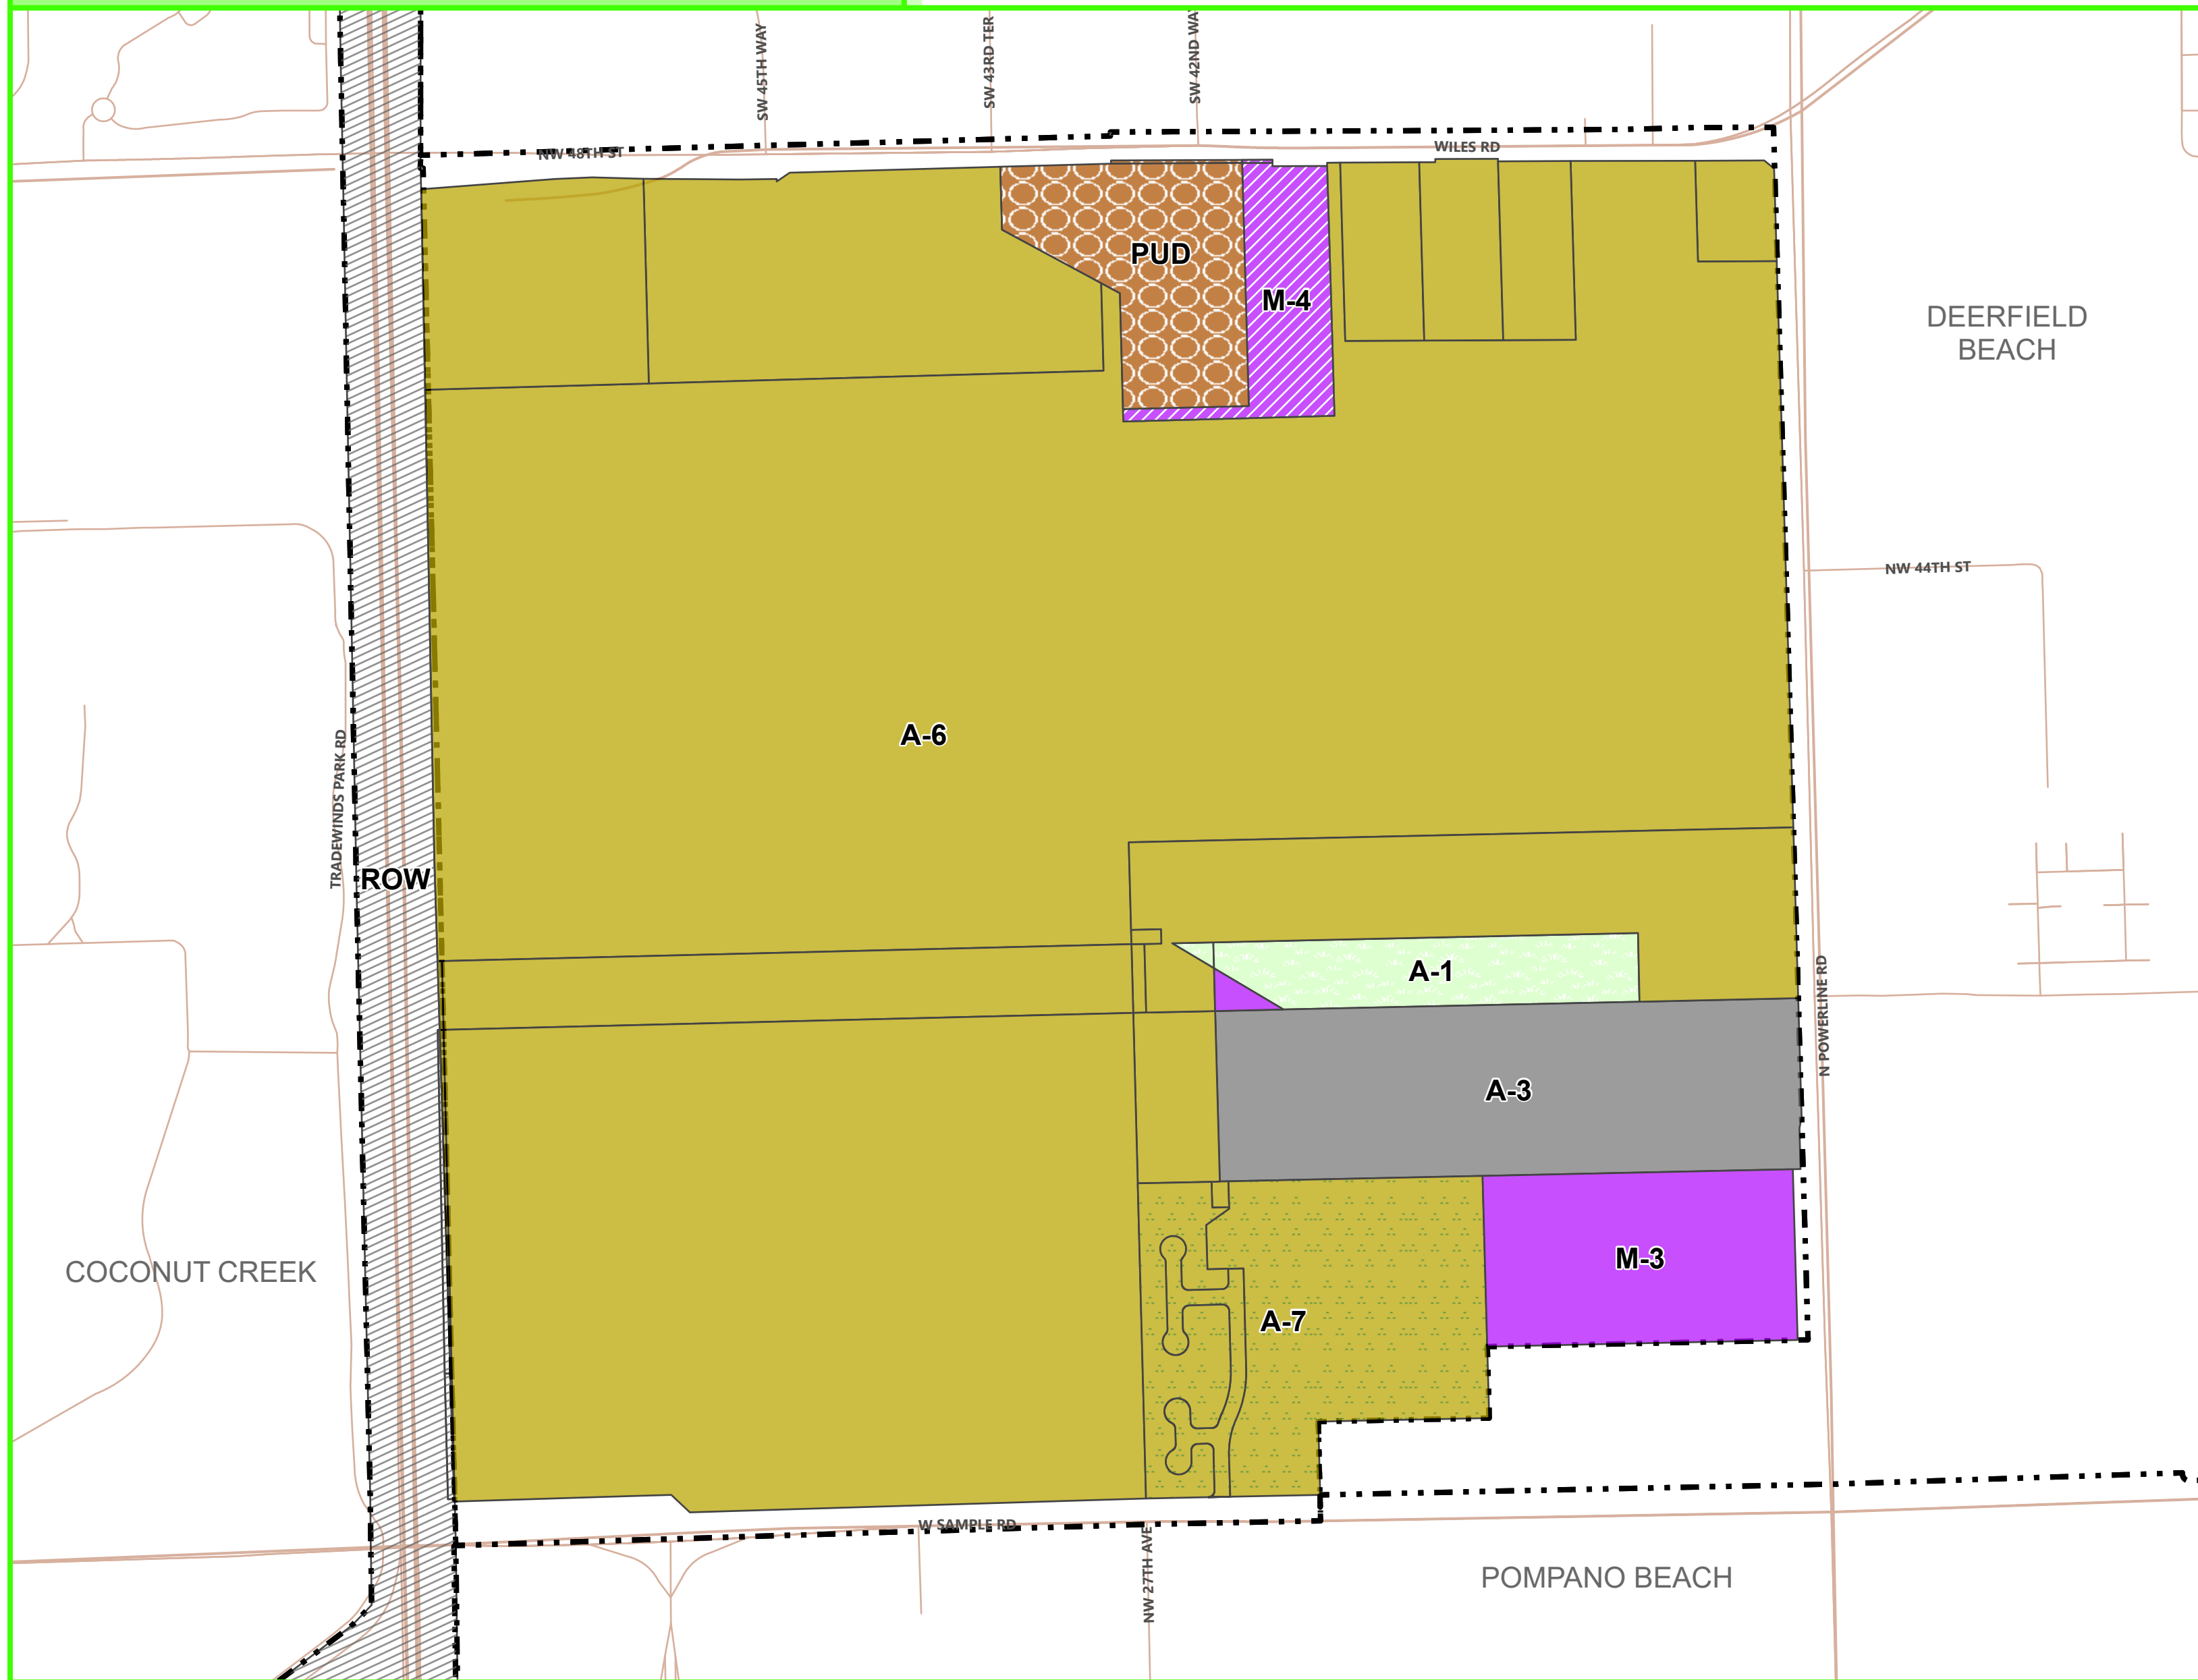 SW 45TH WAY
SW 43RD TER
SW 42ND WAY
NW 48TH ST
WILES RD
PUD
M-4
DEERFIELD
BEACH
NW 44TH ST
A-6
TRADEWINDS PARK RD
ROW
A-1
N POWERLINE RD
A-3
M-3
COCONUT CREEK
A-7
W SAMPLE RD
NW 27TH AVE
POMPANO BEACH